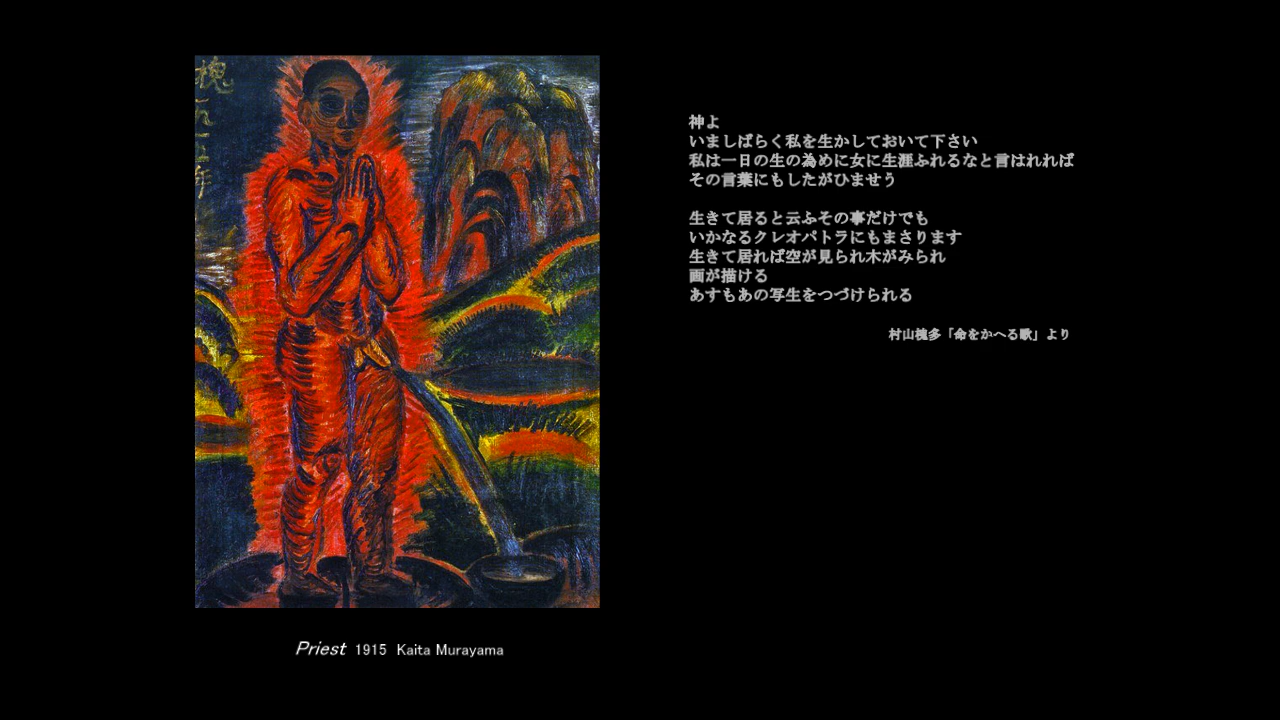 槐
一九一五年
神よ
いましばらく私を生かしておいて下さい
私は一日の生の為めに女に生涯ふれるなと言はれれば
その言葉にもしたがひませう
生きて居ると云ふその事だけでも
いかなるクレオパトラにもまさります
生きて居れば空が見られ木がみられ
画が描ける
あすもあの写生をつづけられる
村山槐多「命をかへる歌」より
Priest 1915 Kaita Murayama